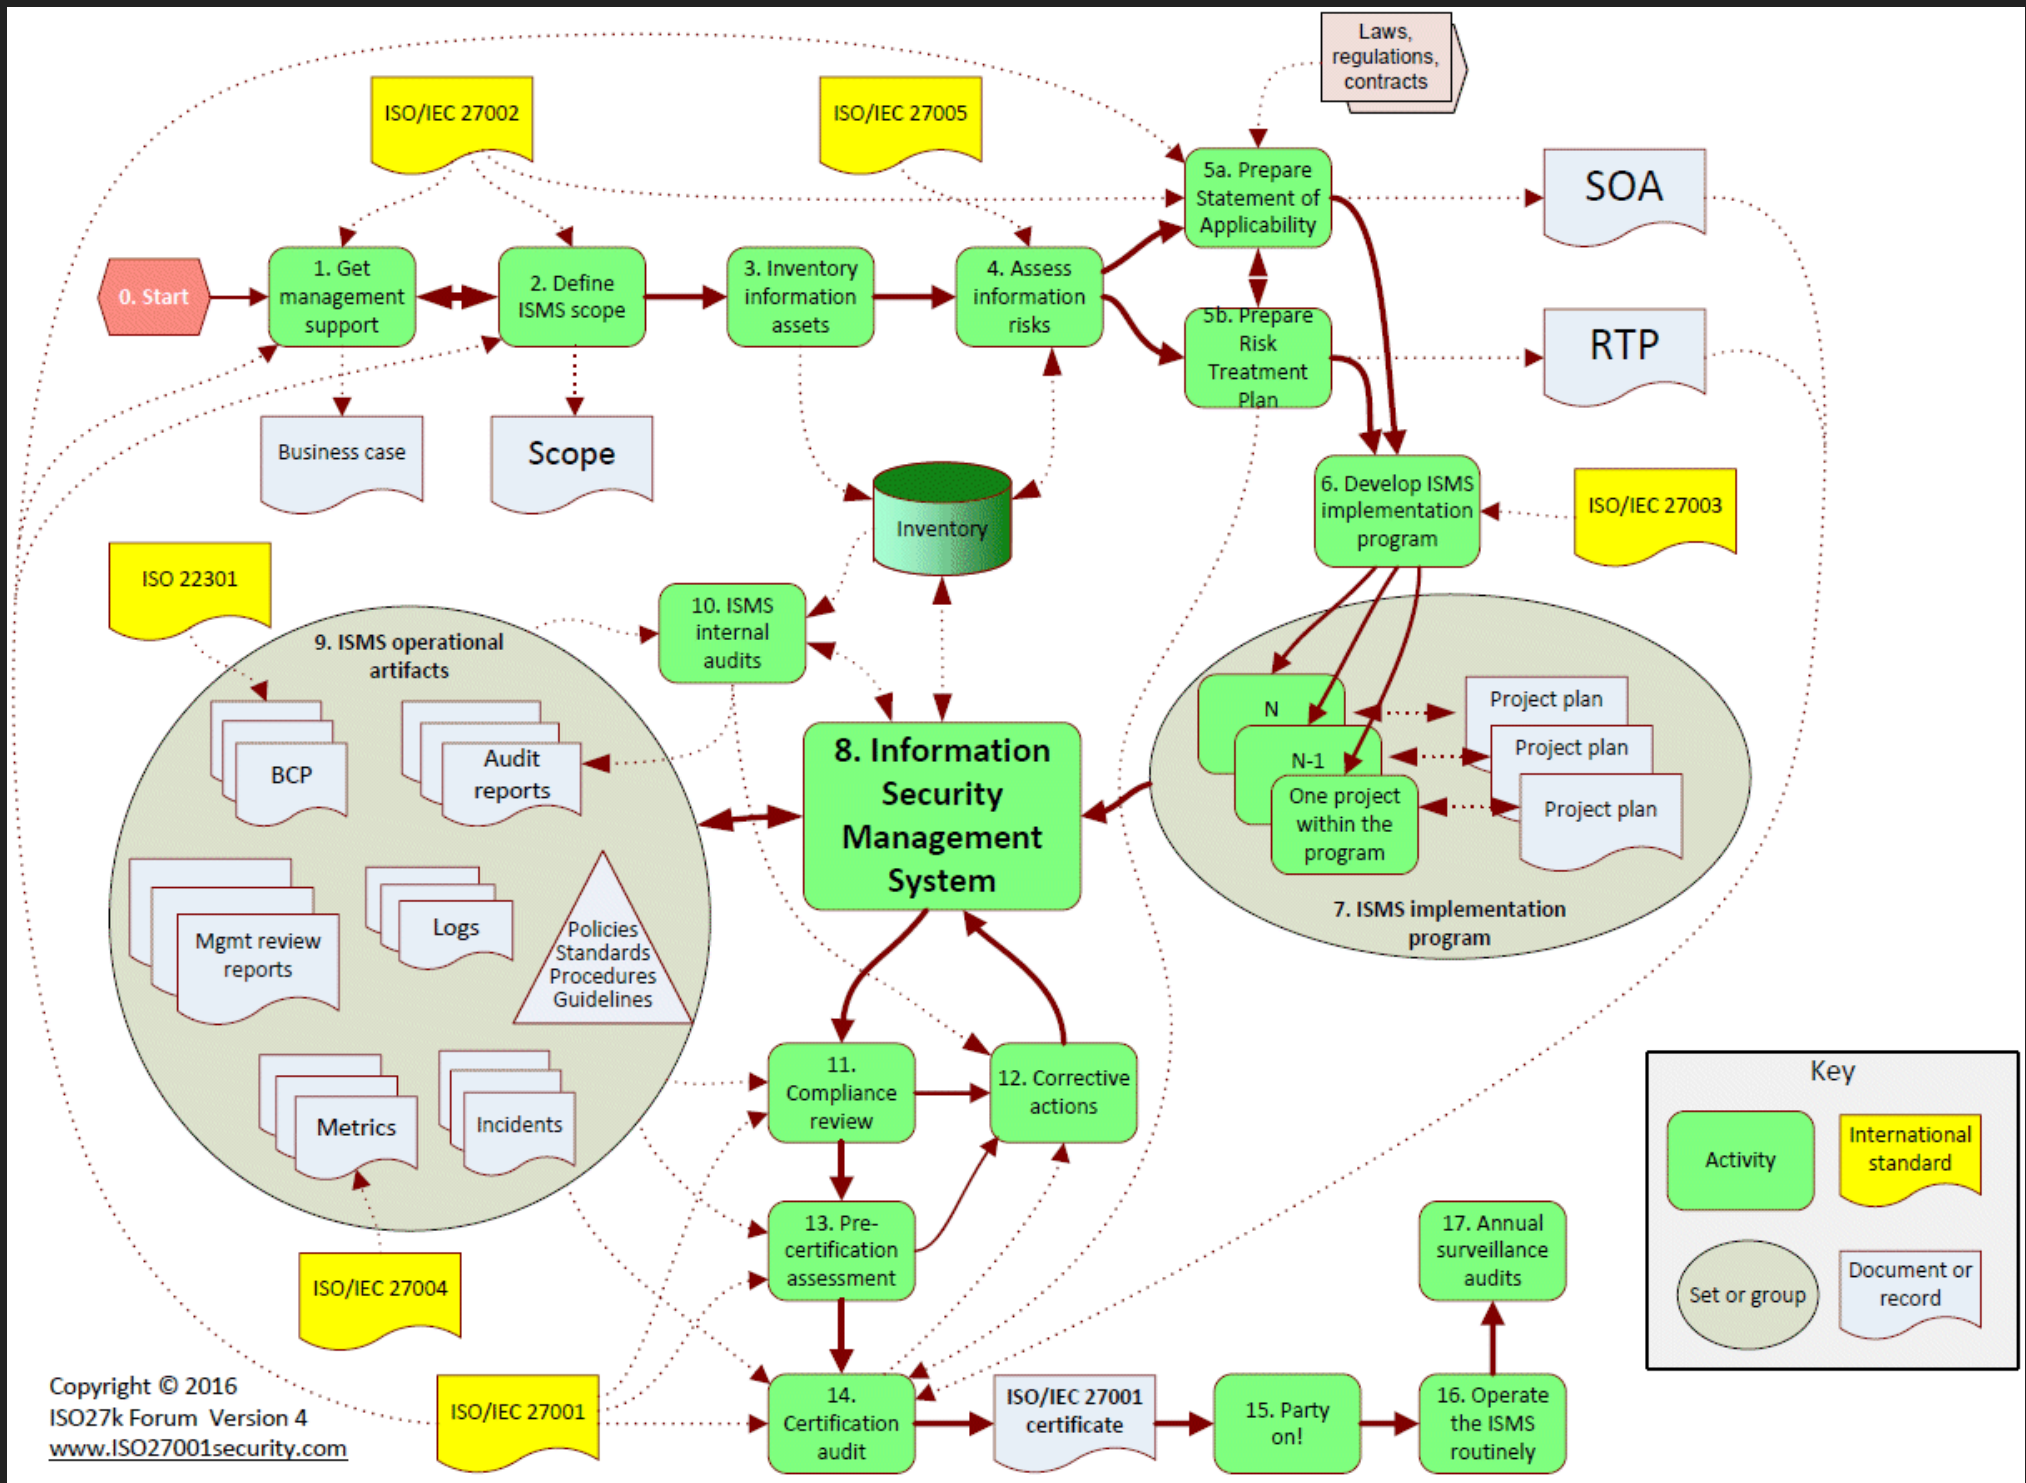 Laws,
regulations,
contracts
ISO/IEC 27002
ISO/IEC 27005
5a. Prepare
Statement of
Applicability
SOA
0. Start
1. Get
management
support
2. Define
ISMS scope
3. Inventory
information
assets
4. Assess
information
risks
5b. Prepare
Risk
Treatment
Plan
RTP
Business case
Scope
Inventory
6. Develop ISMS
implementation
program
ISO/IEC 27003
ISO 22301
10. ISMS
internal
audits
9. ISMS operational
artifacts
BCP
Audit
reports
Mgmt review
reports
Logs
Policies
Standards
Procedures
Guidelines
Metrics
Incidents
8. Information
Security
Management
System
N
N-1
One project
within the
program
Project plan
Project plan
Project plan
7. ISMS implementation
program
11.
Compliance
review
12. Corrective
actions
13. Pre-
certification
assessment
ISO/IEC 27004
ISO/IEC 27001
14.
Certification
audit
ISO/IEC 27001
certificate
15. Party
on!
16. Operate
the ISMS
routinely
17. Annual
surveillance
audits
Key
Activity
International
standard
Set or group
Document or
record
Copyright © 2016
ISO27k Forum Version 4
www.ISO27001security.com